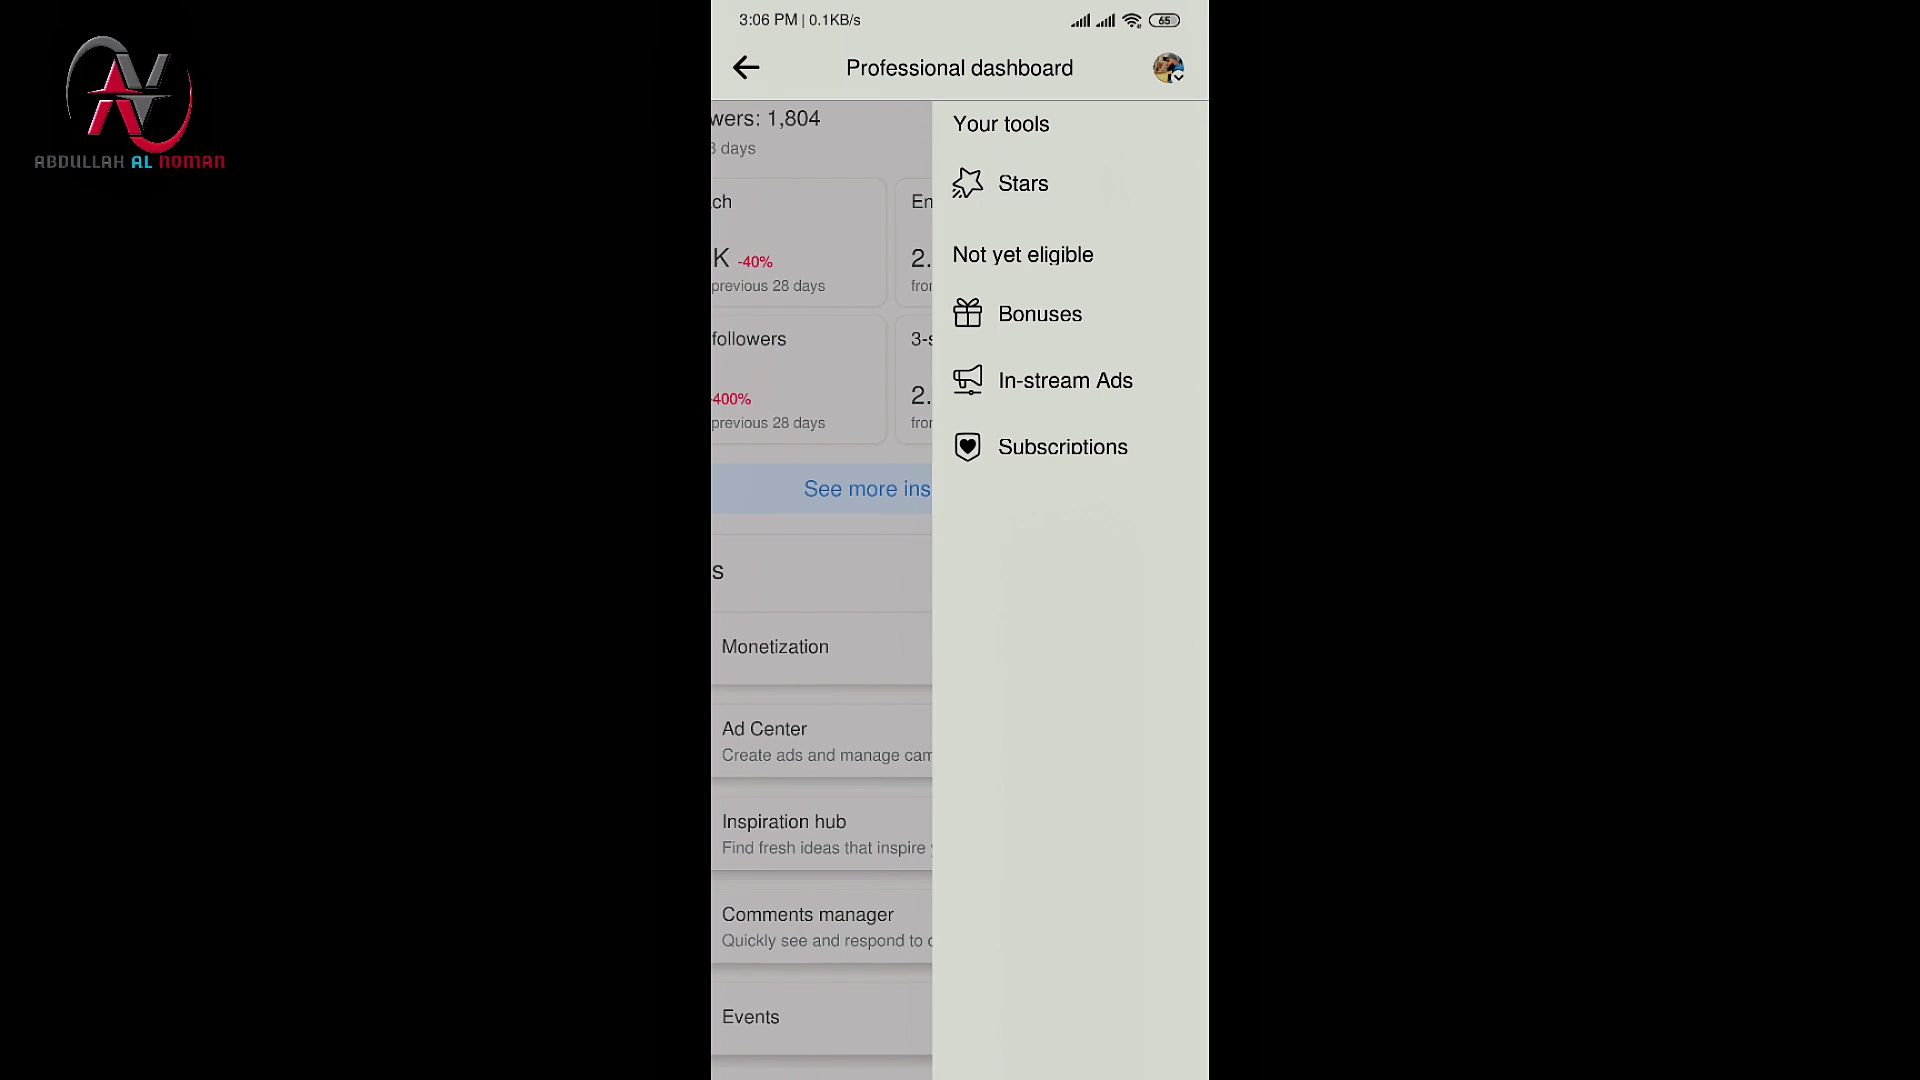 3:06 PM | 0.1KB/s
65
Professional dashboard
ABDULLAH AL NOMAN
wers: 1,804
days
ch
En
K -40%
2.
previous 28 days
fro
followers
3-s
-400%
2.
previous 28 days
fro
See more ins
s
Monetization
Ad Center
Create ads and manage cam
Inspiration hub
Find fresh ideas that inspire
Comments manager
Quickly see and respond to c
Events
Your tools
Stars
Not yet eligible
Bonuses
In-stream Ads
Subscriptions